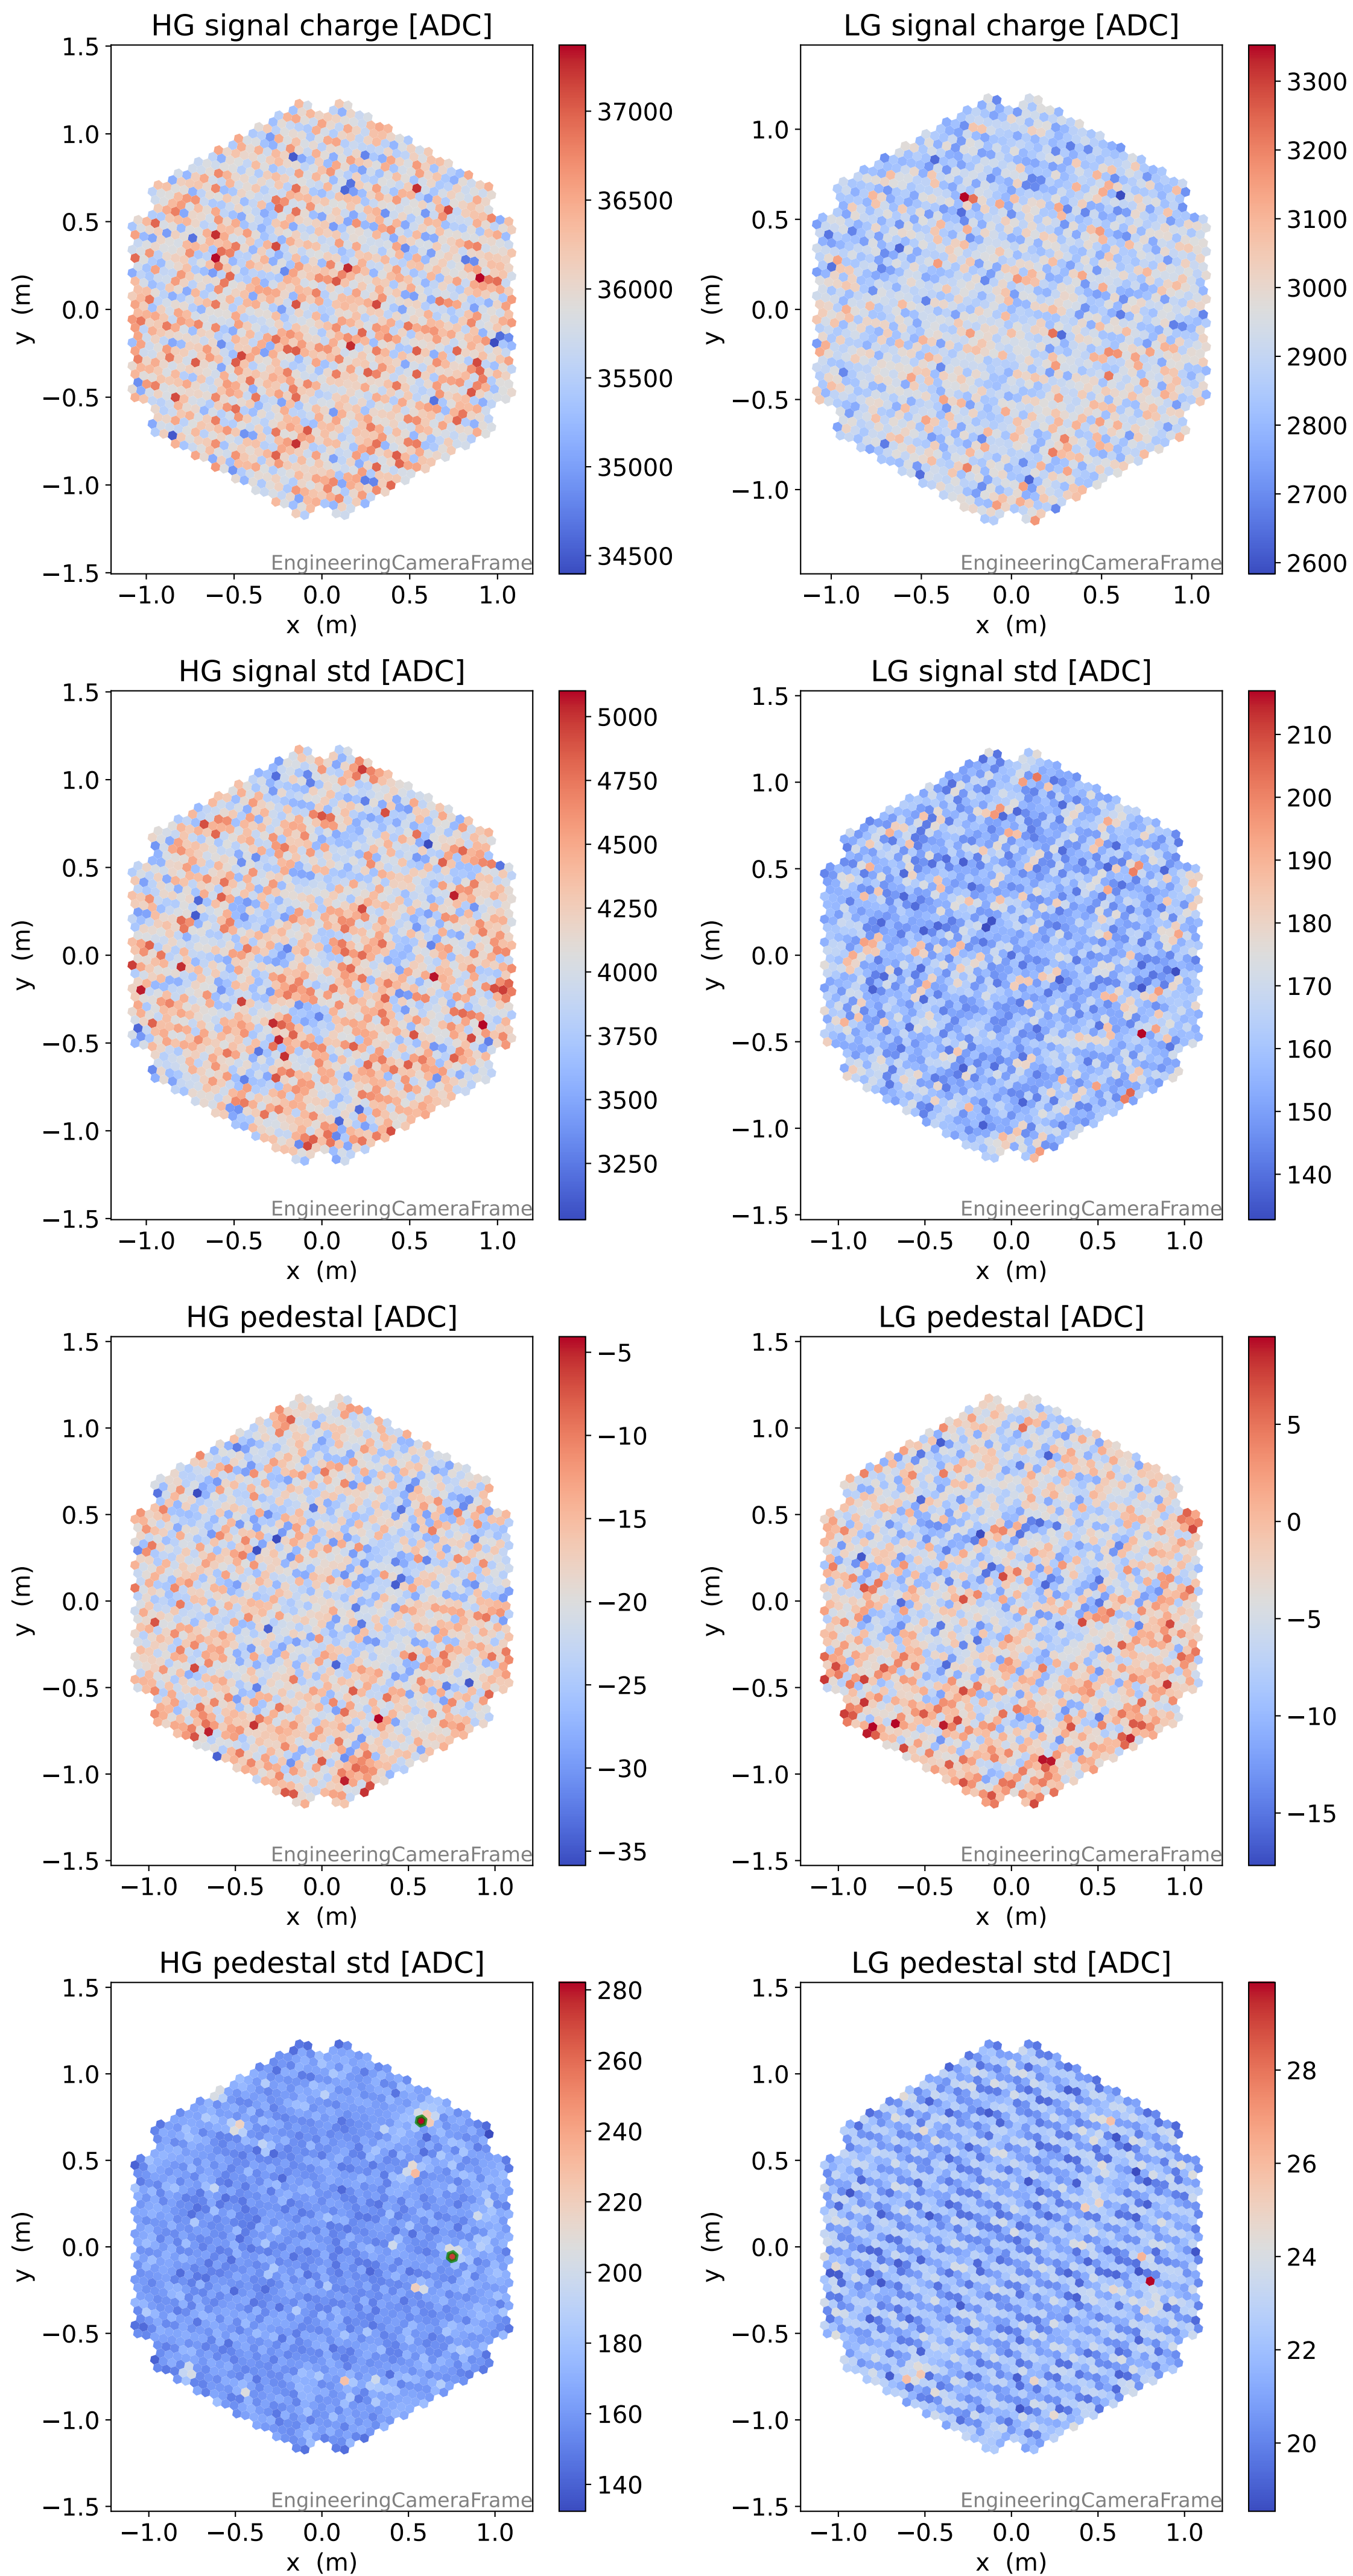 HG signal charge [ADC]
1.5
1.0
0.5
0.0
−0.5
−1.0
−1.5
y (m)
−1.0 −0.5 0.0 0.5 1.0
x (m)
EngineeringCameraFrame
37000
36500
36000
35500
35000
34500
LG signal charge [ADC]
1.0
0.5
0.0
−0.5
−1.0
y (m)
−1.0 −0.5 0.0 0.5 1.0
x (m)
EngineeringCameraFrame
3300
3200
3100
3000
2900
2800
2700
2600
HG signal std [ADC]
1.5
1.0
0.5
0.0
−0.5
−1.0
−1.5
y (m)
−1.0 −0.5 0.0 0.5 1.0
x (m)
EngineeringCameraFrame
5000
4750
4500
4250
4000
3750
3500
3250
LG signal std [ADC]
1.5
1.0
0.5
0.0
−0.5
−1.0
−1.5
y (m)
−1.0 −0.5 0.0 0.5 1.0
x (m)
EngineeringCameraFrame
210
200
190
180
170
160
150
140
HG pedestal [ADC]
1.5
1.0
0.5
0.0
−0.5
−1.0
−1.5
y (m)
−1.0 −0.5 0.0 0.5 1.0
x (m)
EngineeringCameraFrame
−5
−10
−15
−20
−25
−30
−35
LG pedestal [ADC]
1.5
1.0
0.5
0.0
−0.5
−1.0
−1.5
y (m)
−1.0 −0.5 0.0 0.5 1.0
x (m)
EngineeringCameraFrame
5
0
−5
−10
−15
HG pedestal std [ADC]
1.5
1.0
0.5
0.0
−0.5
−1.0
−1.5
y (m)
−1.0 −0.5 0.0 0.5 1.0
x (m)
EngineeringCameraFrame
280
260
240
220
200
180
160
140
LG pedestal std [ADC]
1.5
1.0
0.5
0.0
−0.5
−1.0
−1.5
y (m)
−1.0 −0.5 0.0 0.5 1.0
x (m)
EngineeringCameraFrame
28
26
24
22
20